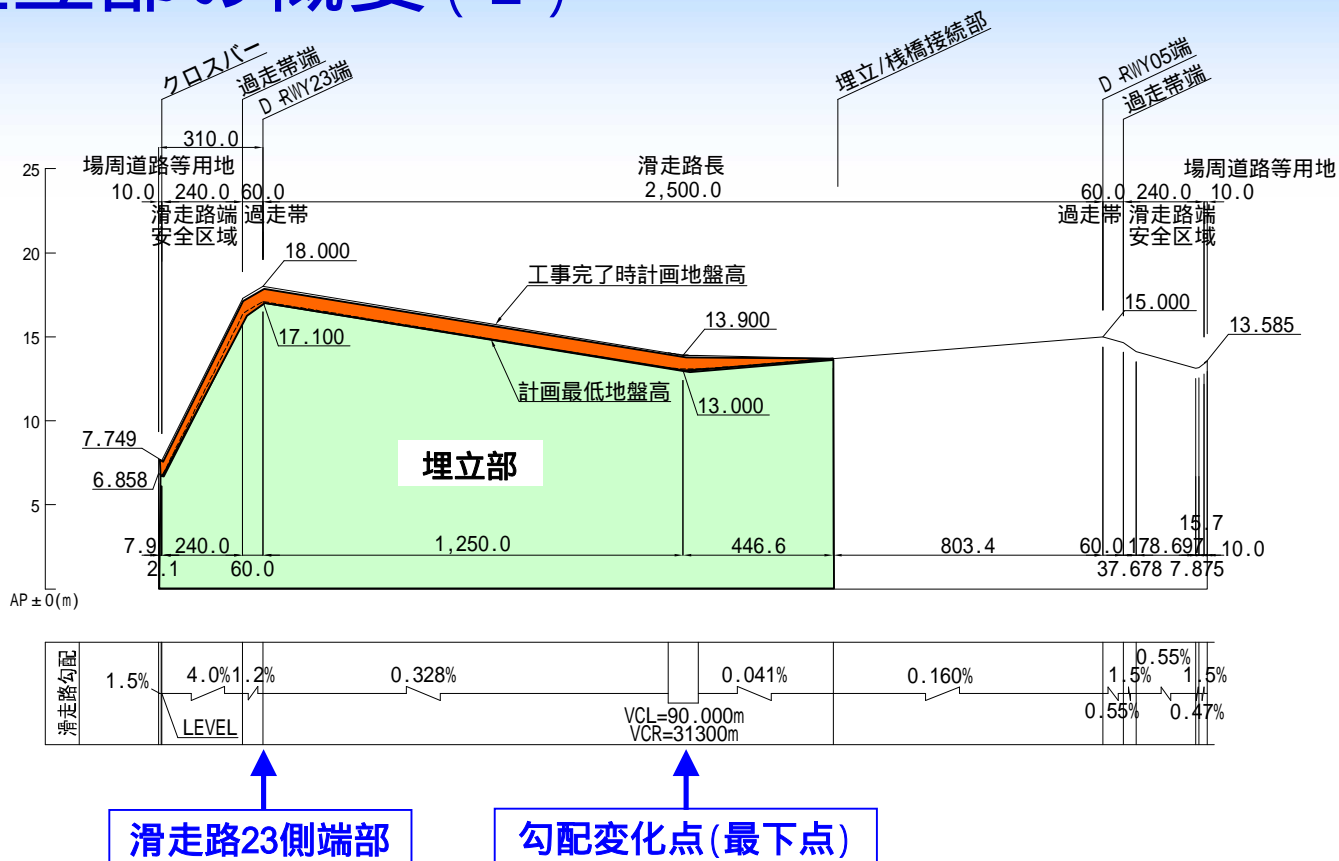 埋立部の概要(2)
クロスバー
過走帯端
D RWY23端
埋立/桟橋接続部
D RWY05端
過走帯端
310.0
25
場周道路等用地
滑走路長
場周道路等用地
10.0
240.0
60.0
2,500.0
60.0
240.0
10.0
滑走路端
安全区域
過走帯
過走帯
滑走路端
安全区域
20
18.000
工事完了時計画地盤高
15.000
13.900
13.585
15
17.100
計画最低地盤高
13.000
10
7.749
6.858
埋立部
5
15.7
7.9
240.0
1,250.0
446.6
803.4
60.0
178.697
10.0
2.1
60.0
37.678
7.875
AP±0(m)
滑走路勾配
1.5%
4.0%
1.2%
0.328%
0.041%
0.160%
1.5%
0.55%
1.5%
LEVEL
VCL=90.000m
VCR=31300m
0.55%
0.47%
滑走路23側端部
勾配変化点(最下点)